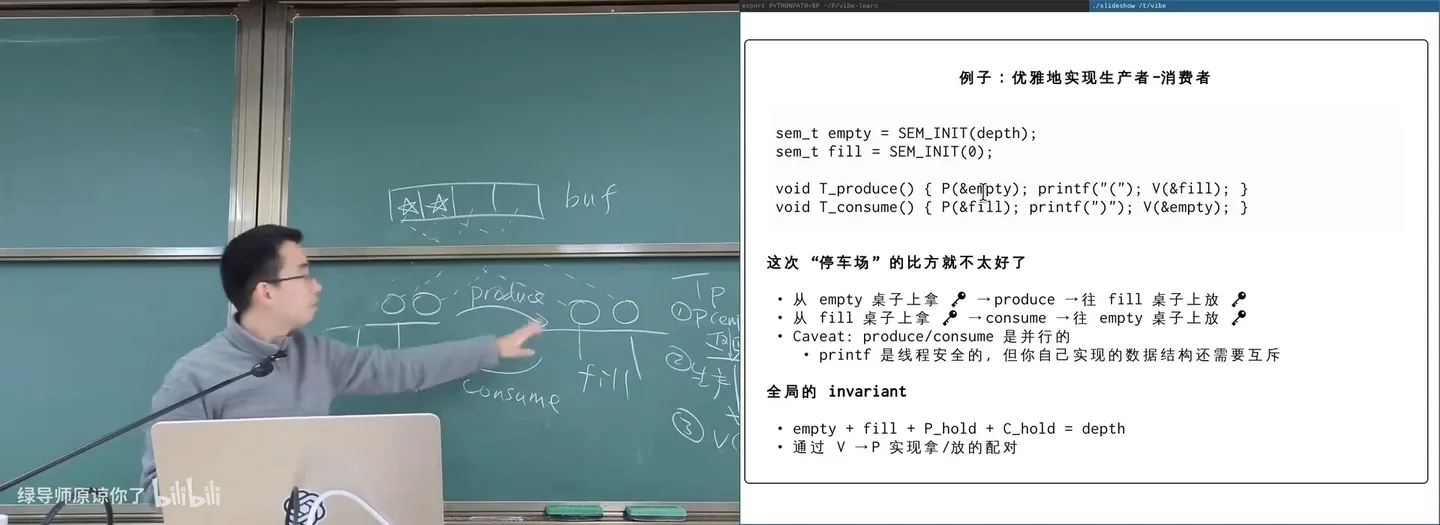 export PYTHONPATH=$P ~/P/vibe-learn
./slideshow /t/vibe
例子：优雅地实现生产者-消费者
sem_t empty = SEM_INIT(depth);
sem_t fill = SEM_INIT(0);
void T_produce() { P(&empty); printf("("); V(&fill); }
void T_consume() { P(&fill); printf(")"); V(&empty); }
这次 “停车场” 的比方就不太好了
• 从 empty 桌子上拿 🔑 →produce →往 fill 桌子上放 🔑
• 从 fill 桌子上拿 🔑 →consume →往 empty 桌子上放 🔑
• Caveat: produce/consume 是并行的
• printf 是线程安全的，但你自己实现的数据结构还需要互斥
全局的 invariant
• empty + fill + P_hold + C_hold = depth
• 通过 V →P 实现拿/放的配对
buf
produce
consume
fill
TP
① P(em
②
③ V(
绿导师原谅你了 bilibili